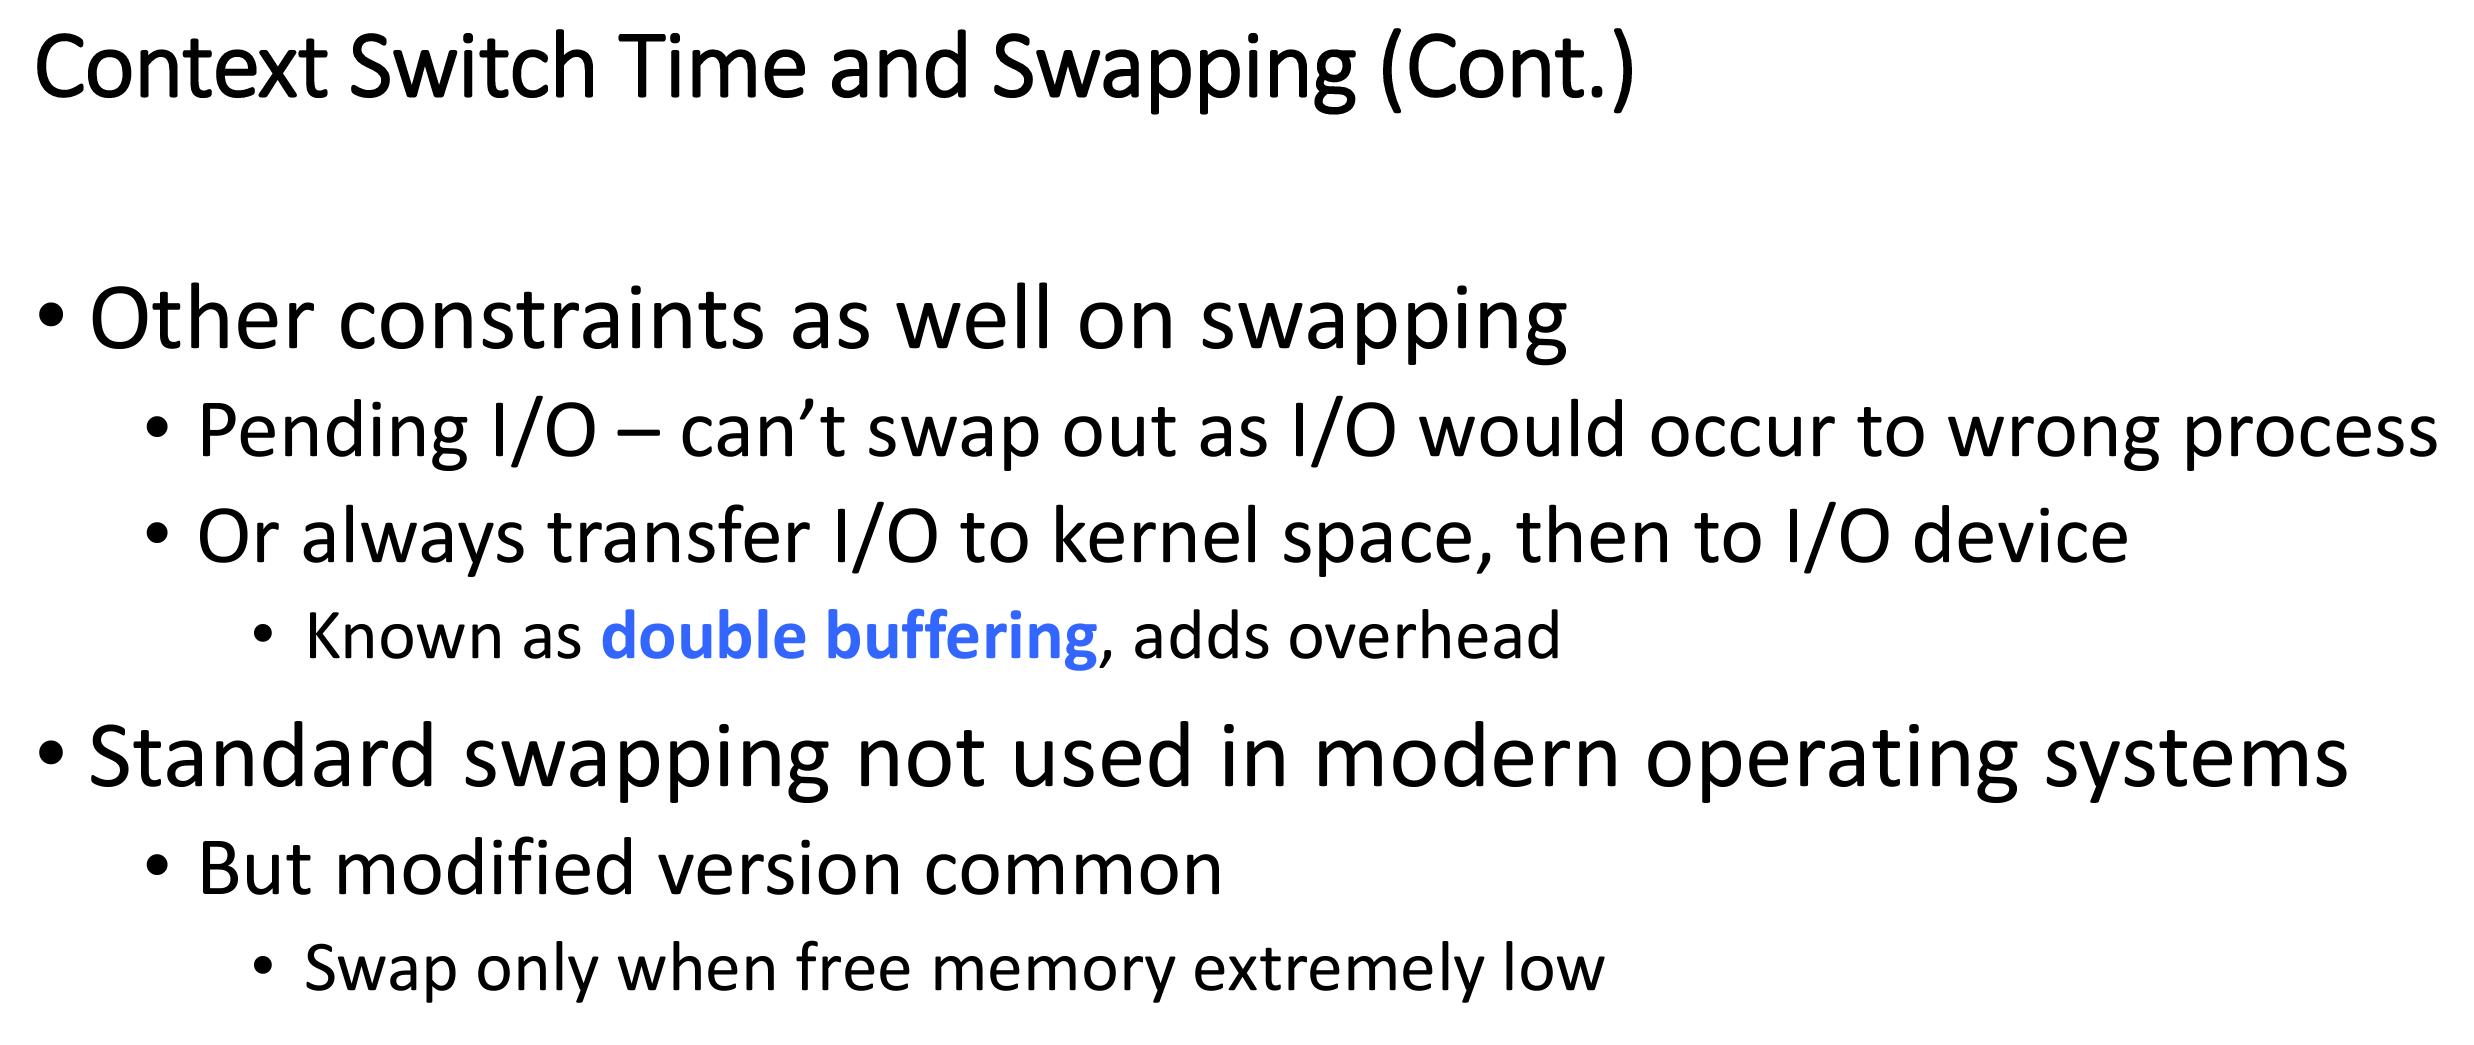 Context Switch Time and Swapping (Cont.)
• Other constraints as well on swapping
• Pending I/O – can’t swap out as I/O would occur to wrong process
• Or always transfer I/O to kernel space, then to I/O device
• Known as double buffering, adds overhead
• Standard swapping not used in modern operating systems
• But modified version common
• Swap only when free memory extremely low